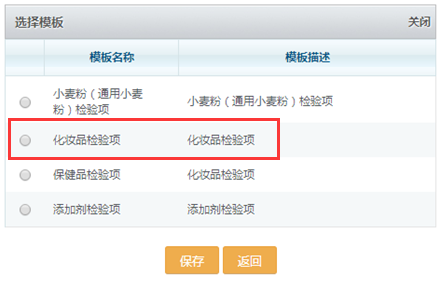 选择模板 关闭
模板名称 模板描述
小麦粉（通用小麦 小麦粉（通用小麦粉）检验项
粉）检验项
化妆品检验项 化妆品检验项
保健品检验项 化妆品检验项
添加剂检验项 添加剂检验项
保存 返回